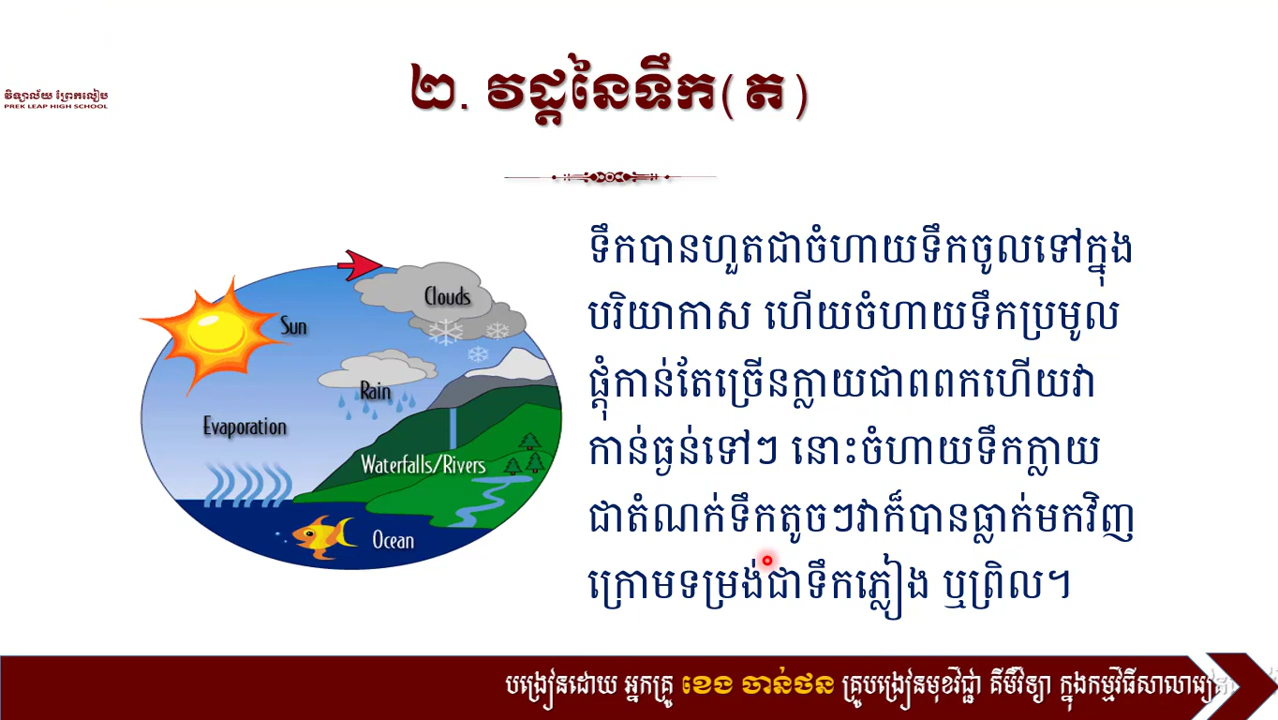 វិទ្យាល័យ ព្រែកលៀប
PREK LEAP HIGH SCHOOL
២. វដ្តនៃទឹក(ត)
ទឹកបានហួតជាចំហាយទឹកចូលទៅក្នុង
បរិយាកាស ហើយចំហាយទឹកប្រមូល
ផ្តុំកាន់តែច្រើនក្លាយជាពពកហើយវា
កាន់ធ្ងន់ទៅៗ នោះចំហាយទឹកក្លាយ
ជាតំណក់ទឹកតូចៗវាក៏បានធ្លាក់មកវិញ
ក្រោមទម្រង់ជាទឹកភ្លៀង ឬព្រិល។
Clouds
Sun
Rain
Evaporation
Waterfalls/Rivers
Ocean
បង្រៀនដោយ អ្នកគ្រូ ខេង ចាន់ថន គ្រូបង្រៀនមុខវិជ្ជា គីមីវិទ្យា ក្នុងកម្មវិធីសាលារៀន